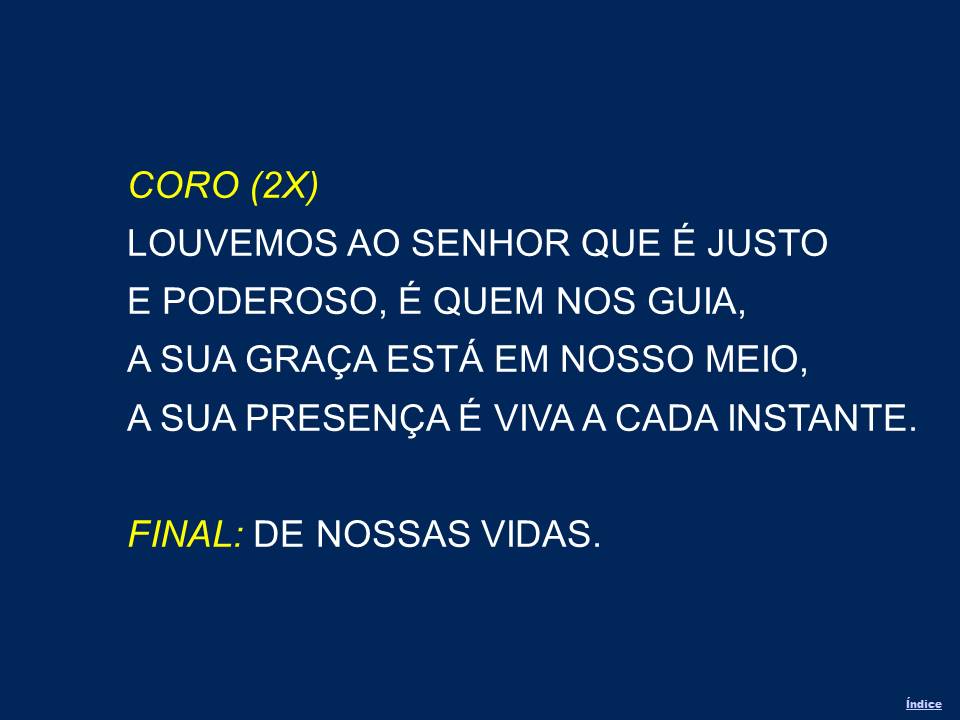 CORO (2X)
LOUVEMOS AO SENHOR QUE É JUSTO
E PODEROSO, É QUEM NOS GUIA,
A SUA GRAÇA ESTÁ EM NOSSO MEIO,
A SUA PRESENÇA É VIVA A CADA INSTANTE.
FINAL: DE NOSSAS VIDAS.
Índice